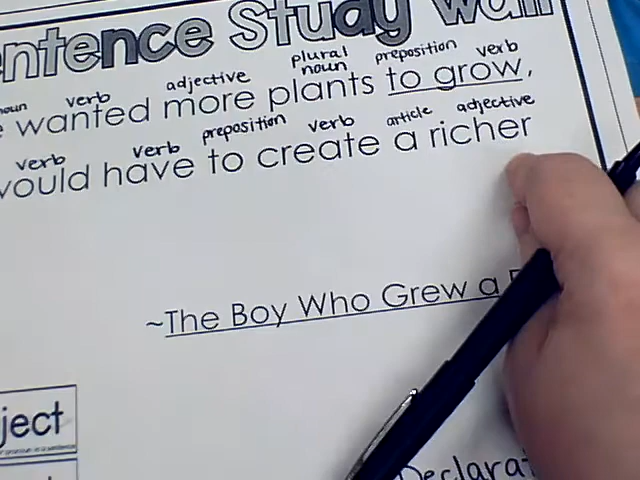 Sentence Study Wall
noun verb adjective plural noun preposition verb
wanted more plants to grow,
verb verb preposition verb article adjective
would have to create a richer
~The Boy Who Grew a
ject
Declarat